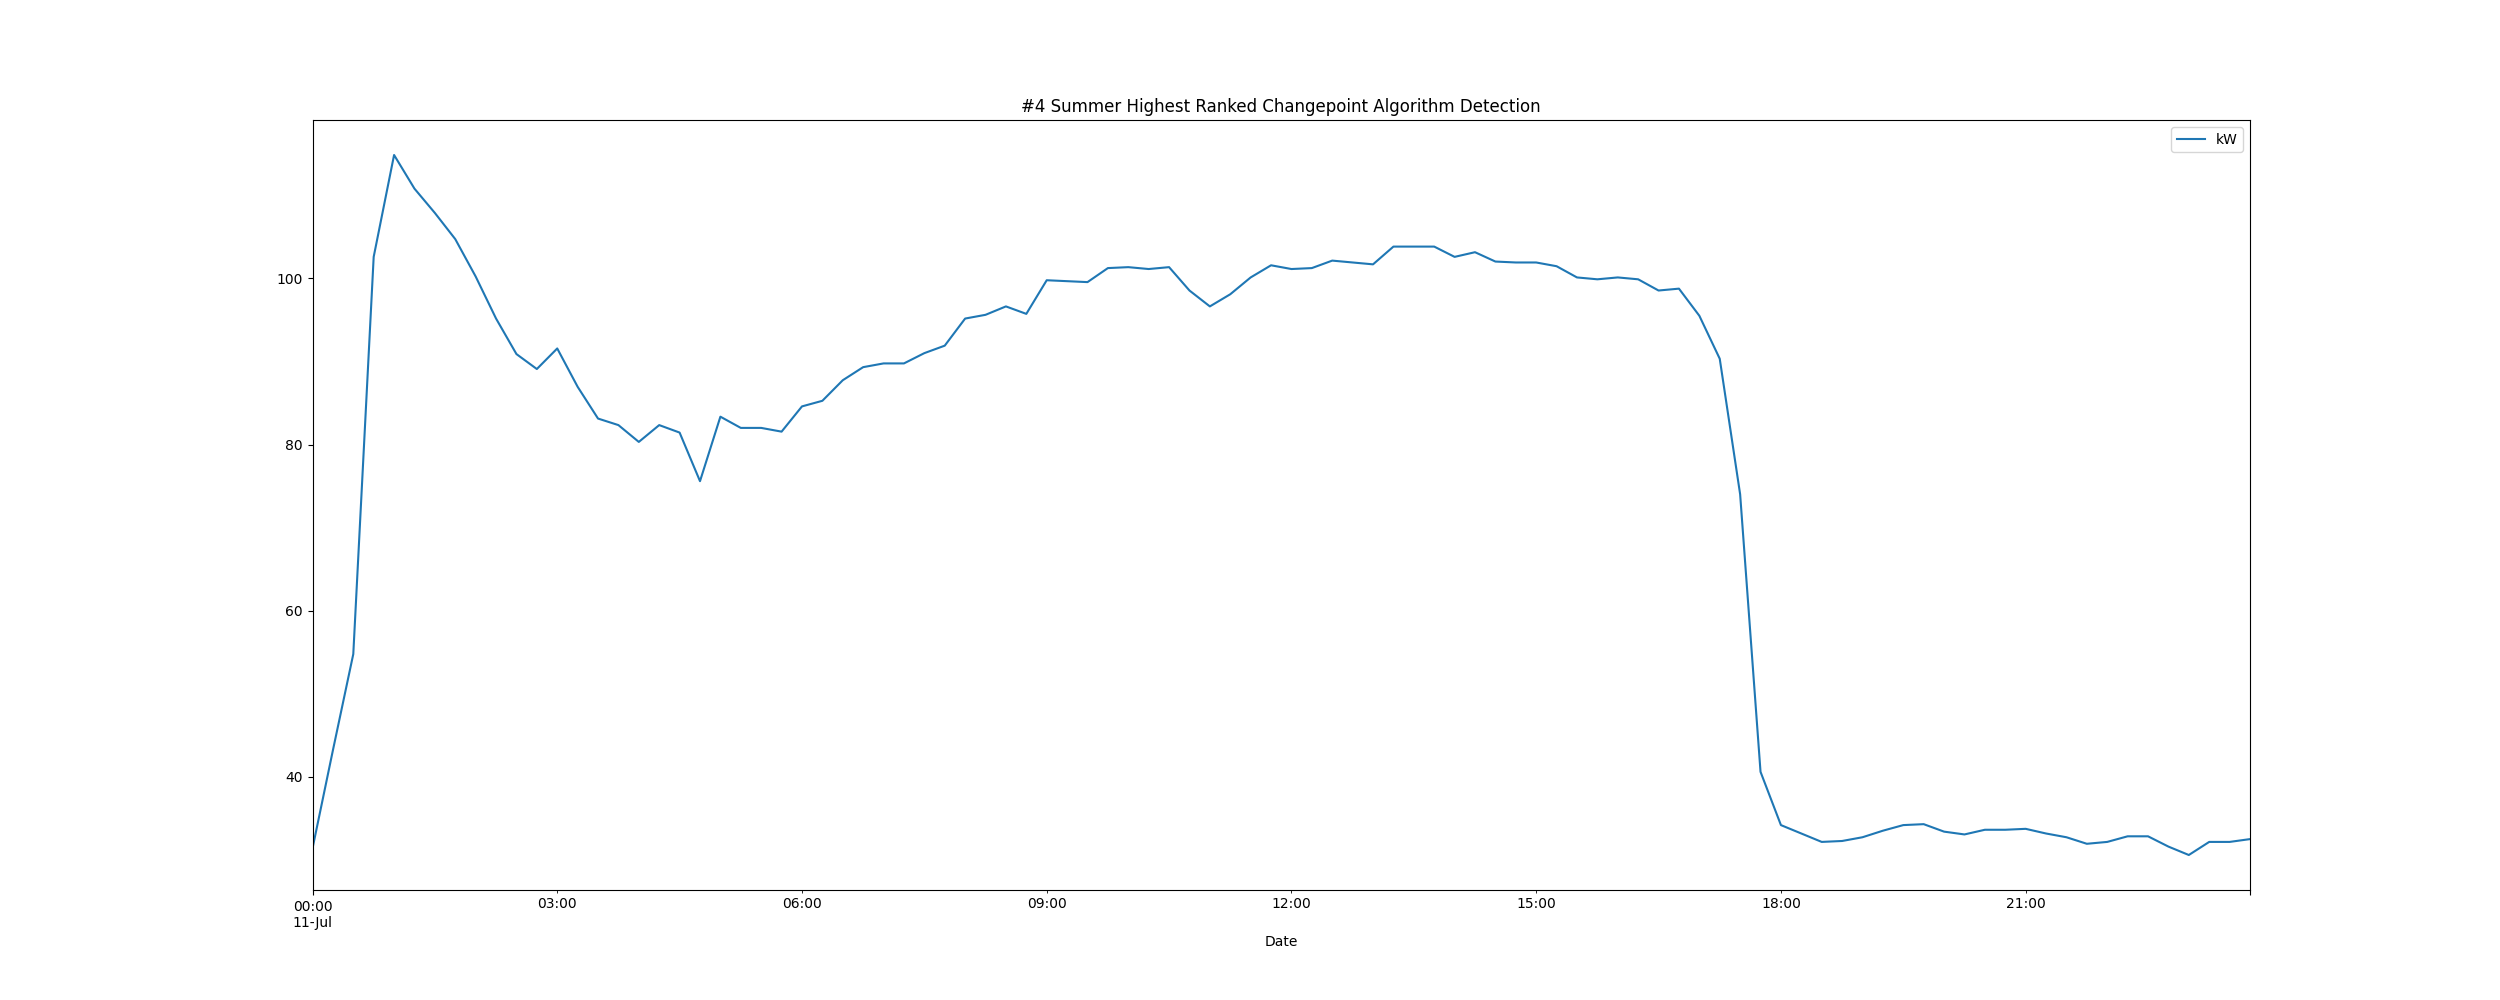 #4 Summer Highest Ranked Changepoint Algorithm Detection
kW
100
80
60
40
00:00 03:00 06:00 09:00 12:00 15:00 18:00 21:00
11-Jul
Date